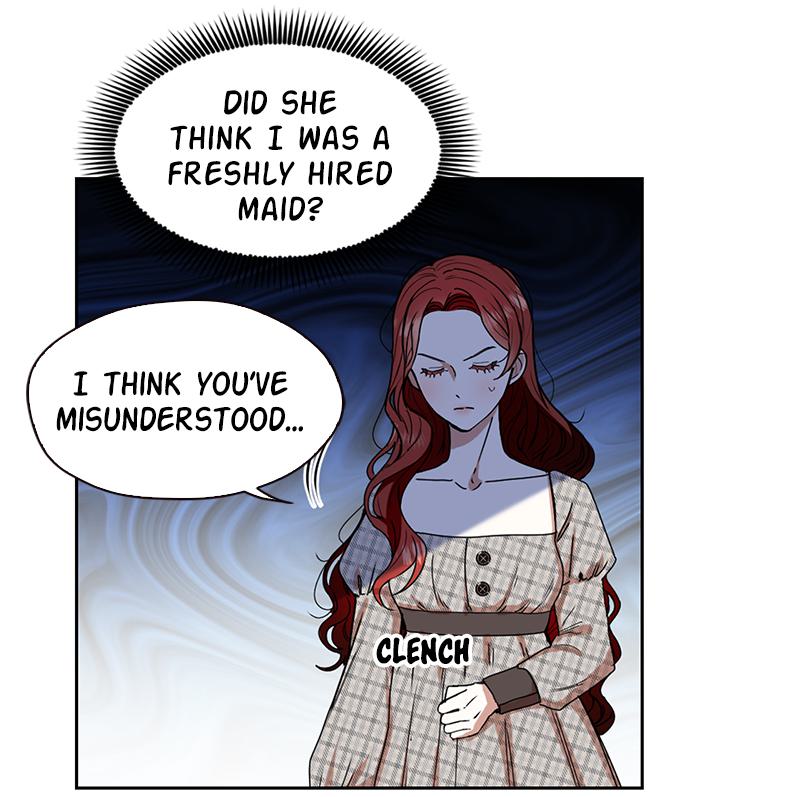 DID SHE
THINK I WAS A
FRESHLY HIRED
MAID?
I THINK YOU'VE
MISUNDERSTOOD...
CLENCH